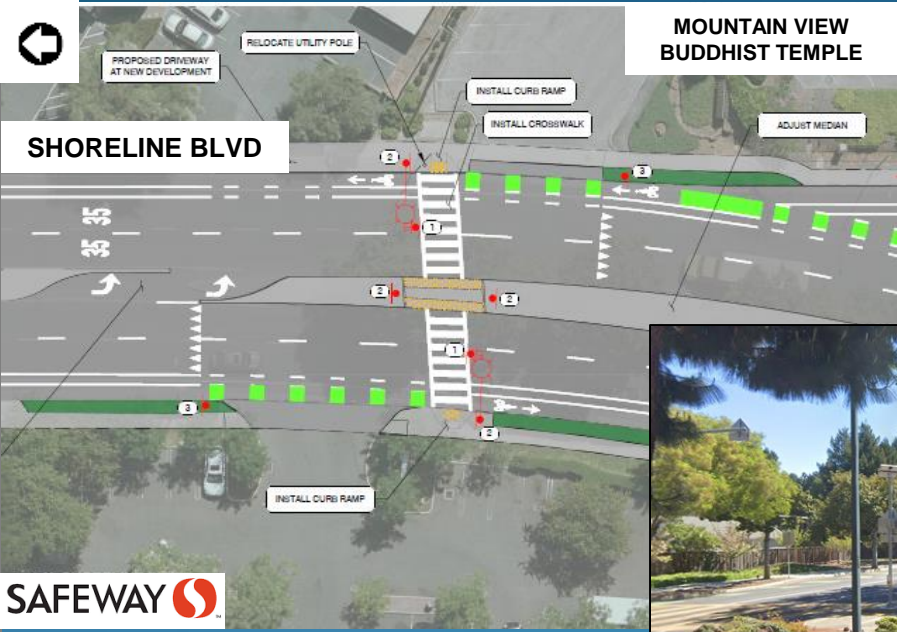 MOUNTAIN VIEW
BUDDHIST TEMPLE
RELOCATE UTILITY POLE
PROPOSED DRIVEWAY
AT NEW DEVELOPMENT
INSTALL CURB RAMP
INSTALL CROSSWALK
ADJUST MEDIAN
SHORELINE BLVD
2
3
1
35 35
2
2
1
3
2
INSTALL CURB RAMP
SAFEWAY